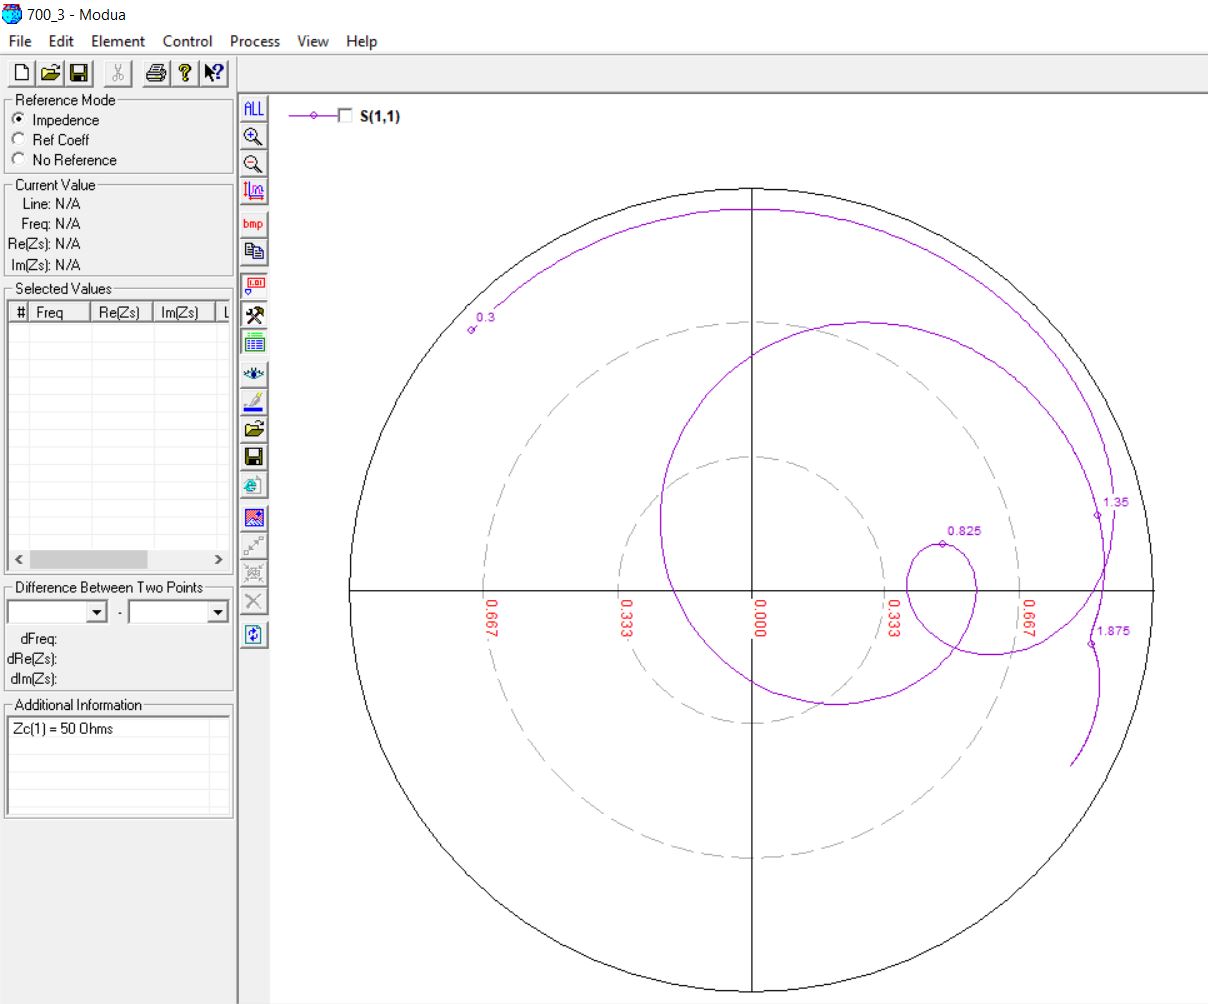 700_3 - Modua
File Edit Element Control Process View Help
Reference Mode
Impedence
Ref Coeff
No Reference
Current Value
Line: N/A
Freq: N/A
Re(Zs): N/A
Im(Zs): N/A
Selected Values
# Freq Re(Zs) Im(Zs) L
Difference Between Two Points
-
dFreq:
dRe(Zs):
dIm(Zs):
Additional Information
Zc(1) = 50 Ohms
ALL
bmp
1.01
S(1,1)
0.3
1.35
0.825
0.667 0.333 0.000 0.333 0.667
1.875